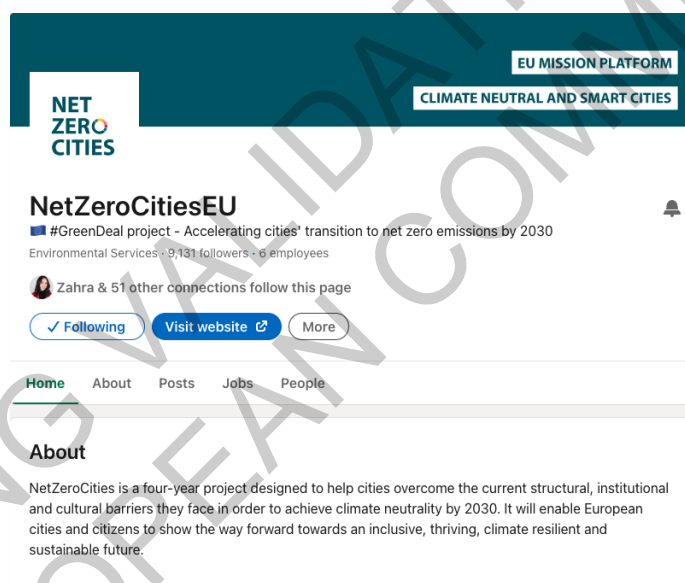 EU MISSION PLATFORM
CLIMATE NEUTRAL AND SMART CITIES
NET
ZERO
CITIES
NetZeroCitiesEU
🇪🇺 #GreenDeal project - Accelerating cities' transition to net zero emissions by 2030
Environmental Services · 9,131 followers · 6 employees
Zahra & 51 other connections follow this page
✓ Following Visit website More
Home About Posts Jobs People
About
NetZeroCities is a four-year project designed to help cities overcome the current structural, institutional
and cultural barriers they face in order to achieve climate neutrality by 2030. It will enable European
cities and citizens to show the way forward towards an inclusive, thriving, climate resilient and
sustainable future.